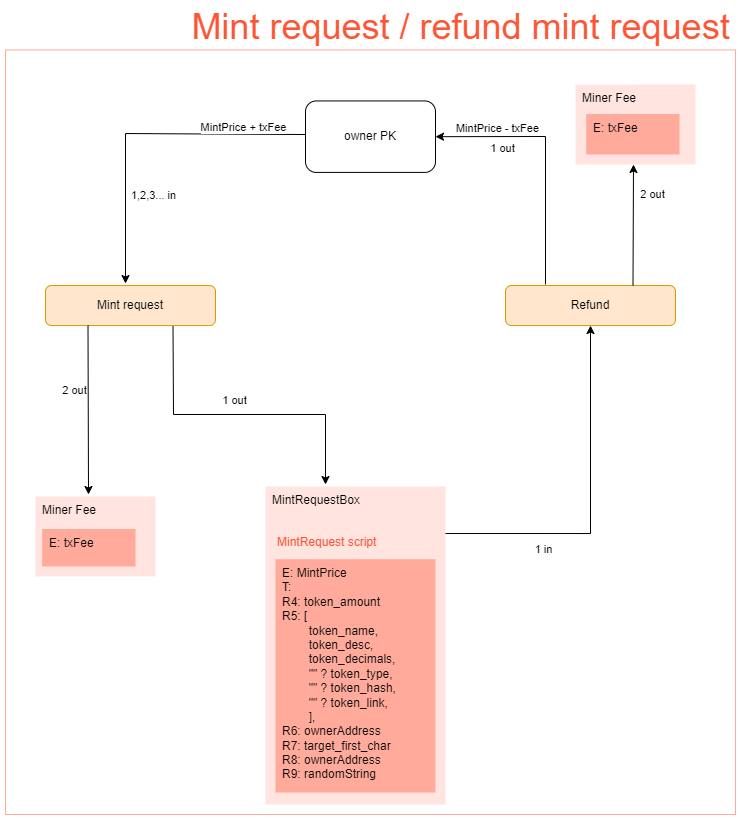 Mint request / refund mint request
Miner Fee
E: txFee
MintPrice + txFee
owner PK
MintPrice - txFee
1 out
1,2,3... in
2 out
Mint request
Refund
2 out
1 out
Miner Fee
E: txFee
MintRequestBox
MintRequest script
1 in
E: MintPrice
T:
R4: token_amount
R5: [
token_name,
token_desc,
token_decimals,
"" ? token_type,
"" ? token_hash,
"" ? token_link,
],
R6: ownerAddress
R7: target_first_char
R8: ownerAddress
R9: randomString